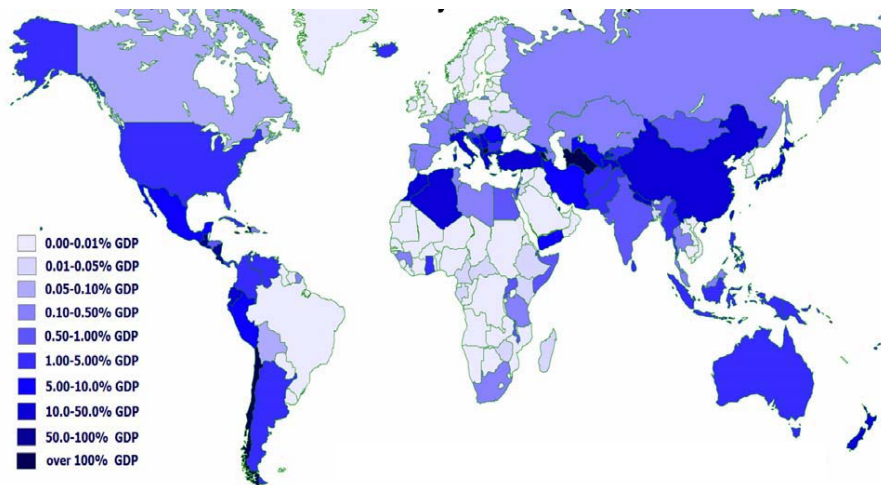 0.00-0.01% GDP
0.01-0.05% GDP
0.05-0.10% GDP
0.10-0.50% GDP
0.50-1.00% GDP
1.00-5.00% GDP
5.00-10.0% GDP
10.0-50.0% GDP
50.0-100% GDP
over 100% GDP